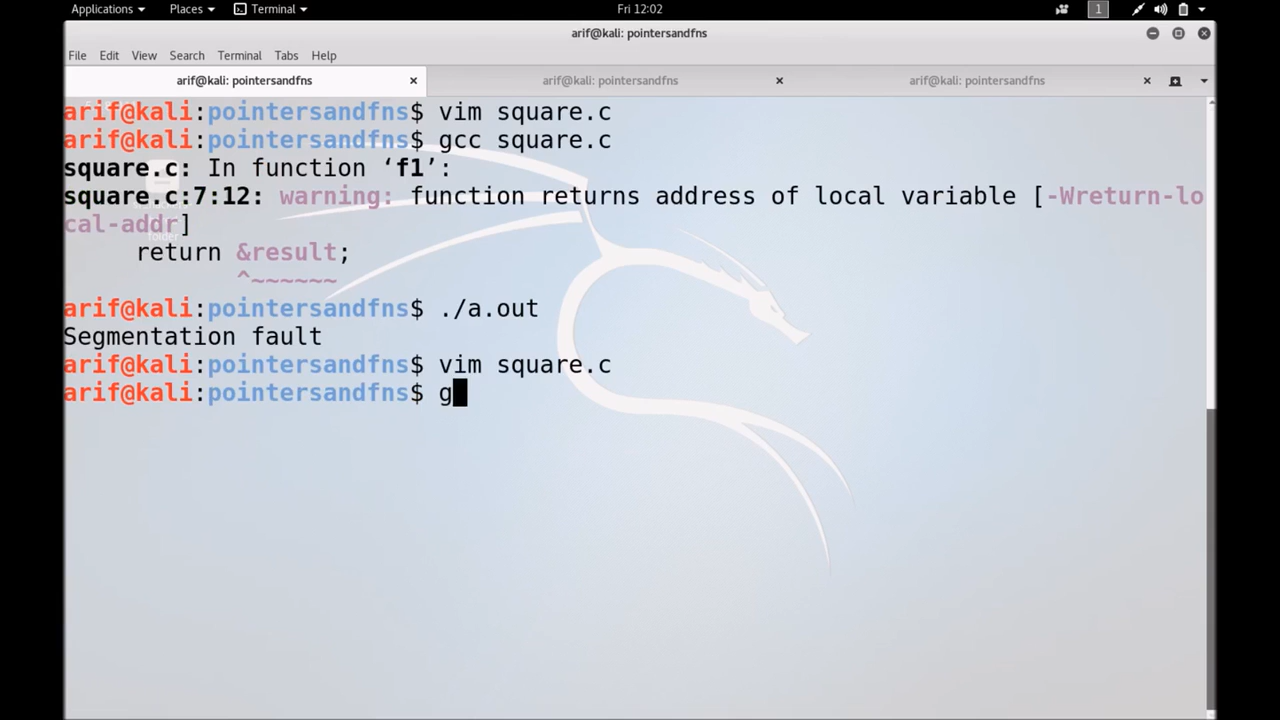 Applications Places Terminal Fri 12:02 1
arif@kali: pointersandfns
File Edit View Search Terminal Tabs Help
arif@kali: pointersandfns arif@kali: pointersandfns arif@kali: pointersandfns
arif@kali:pointersandfns$ vim square.c
arif@kali:pointersandfns$ gcc square.c
square.c: In function ‘f1’:
square.c:7:12: warning: function returns address of local variable [-Wreturn-lo
cal-addr]
return &result;
^~~~~~~
arif@kali:pointersandfns$ ./a.out
Segmentation fault
arif@kali:pointersandfns$ vim square.c
arif@kali:pointersandfns$ g